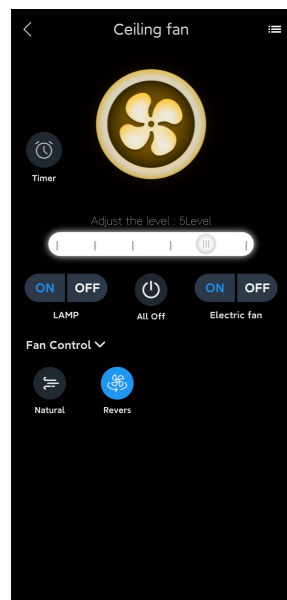 Ceiling fan
Timer
Adjust the level : 5Level
ON OFF ON OFF
LAMP All Off Electric fan
Fan Control
Natural Revers